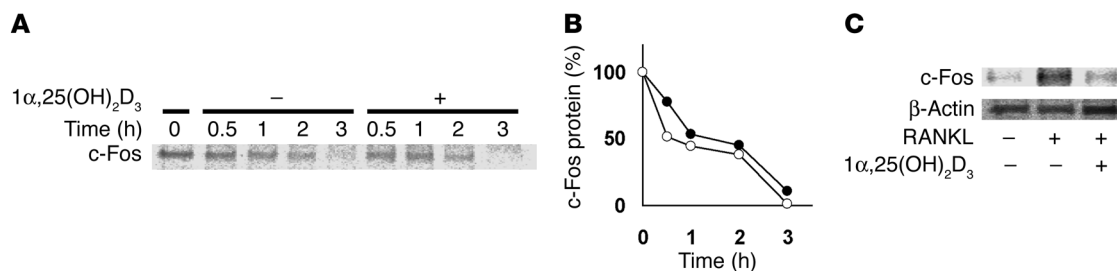 A
1α,25(OH)₂D₃ – +
Time (h) 0 0.5 1 2 3 0.5 1 2 3
c-Fos
B
c-Fos protein (%)
100
50
0
0 1 2 3
Time (h)
C
c-Fos
β-Actin
RANKL – + +
1α,25(OH)₂D₃ – – +